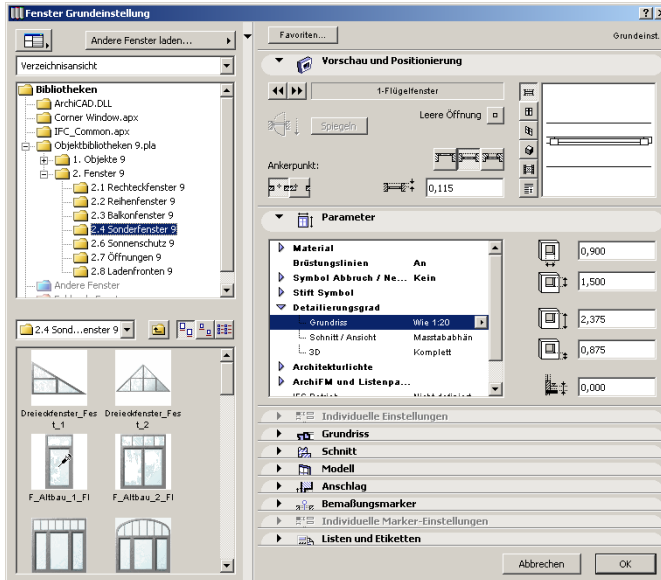 Fenster Grundeinstellung
Andere Fenster laden...
Verzeichnisansicht
Bibliotheken
ArchiCAD.DLL
Corner Window.apx
IFC_Common.apx
Objektbibliotheken 9.pla
1. Objekte 9
2. Fenster 9
2.1 Rechteckfenster 9
2.2 Reihenfenster 9
2.3 Balkonfenster 9
2.4 Sonderfenster 9
2.6 Sonnenschutz 9
2.7 Öffnungen 9
2.8 Ladenfronten 9
Andere Fenster
2.4 Sond...enster 9
Dreieckfenster_Fes
t_1
Dreieckfenster_Fes
t_2
F_Altbau_1_Fl
F_Altbau_2_Fl
Favoriten...
Grundeinst.
Vorschau und Positionierung
1-Flügelfenster
Leere Öffnung
Spiegeln
Ankerpunkt:
0,115
Parameter
Material
Brüstungslinien An
Symbol Abbruch / Ne... Kein
Stift Symbol
Detailierungsgrad
Grundriss Wie 1:20
Schnitt / Ansicht Masstababhän
3D Komplett
Architekturlichte
ArchiFM und Listenpa...
0,900
1,500
2,375
0,875
0,000
Individuelle Einstellungen
Grundriss
Schnitt
Modell
Anschlag
Bemaßungsmarker
Individuelle Marker-Einstellungen
Listen und Etiketten
Abbrechen
OK